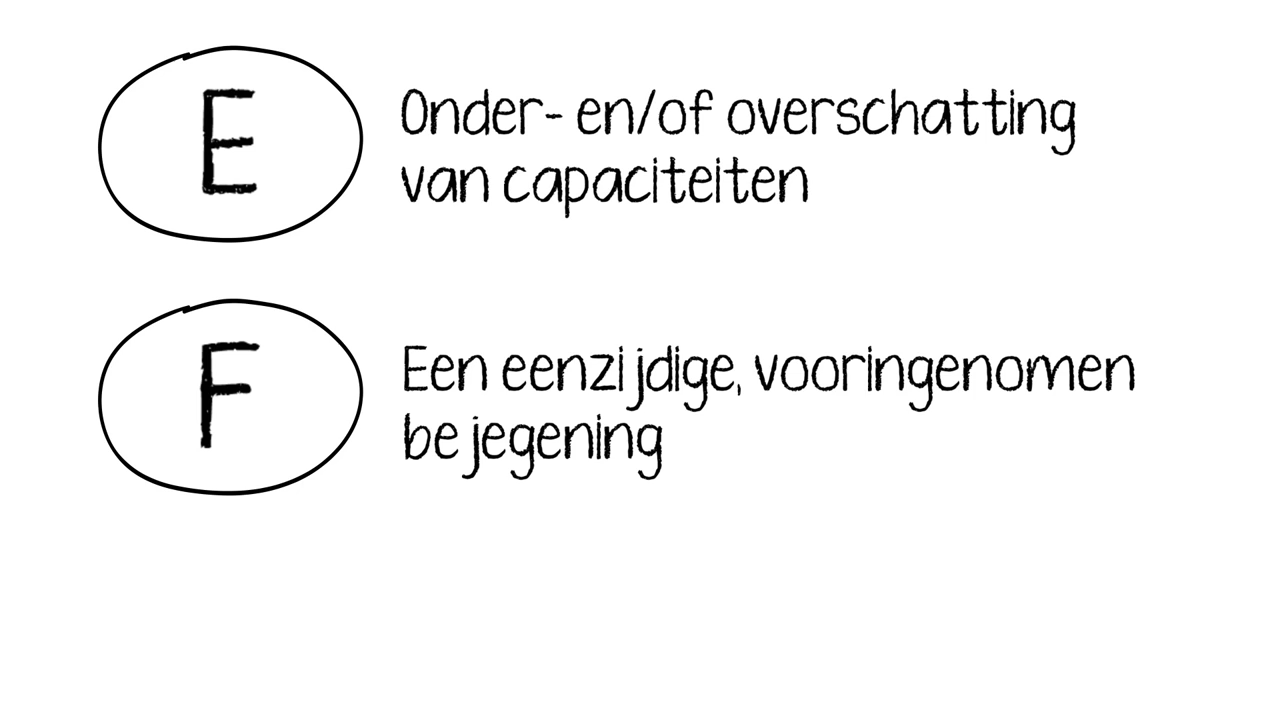 E
Onder- en/of overschatting
van capaciteiten
F
Een eenzijdige, vooringenomen
bejegening